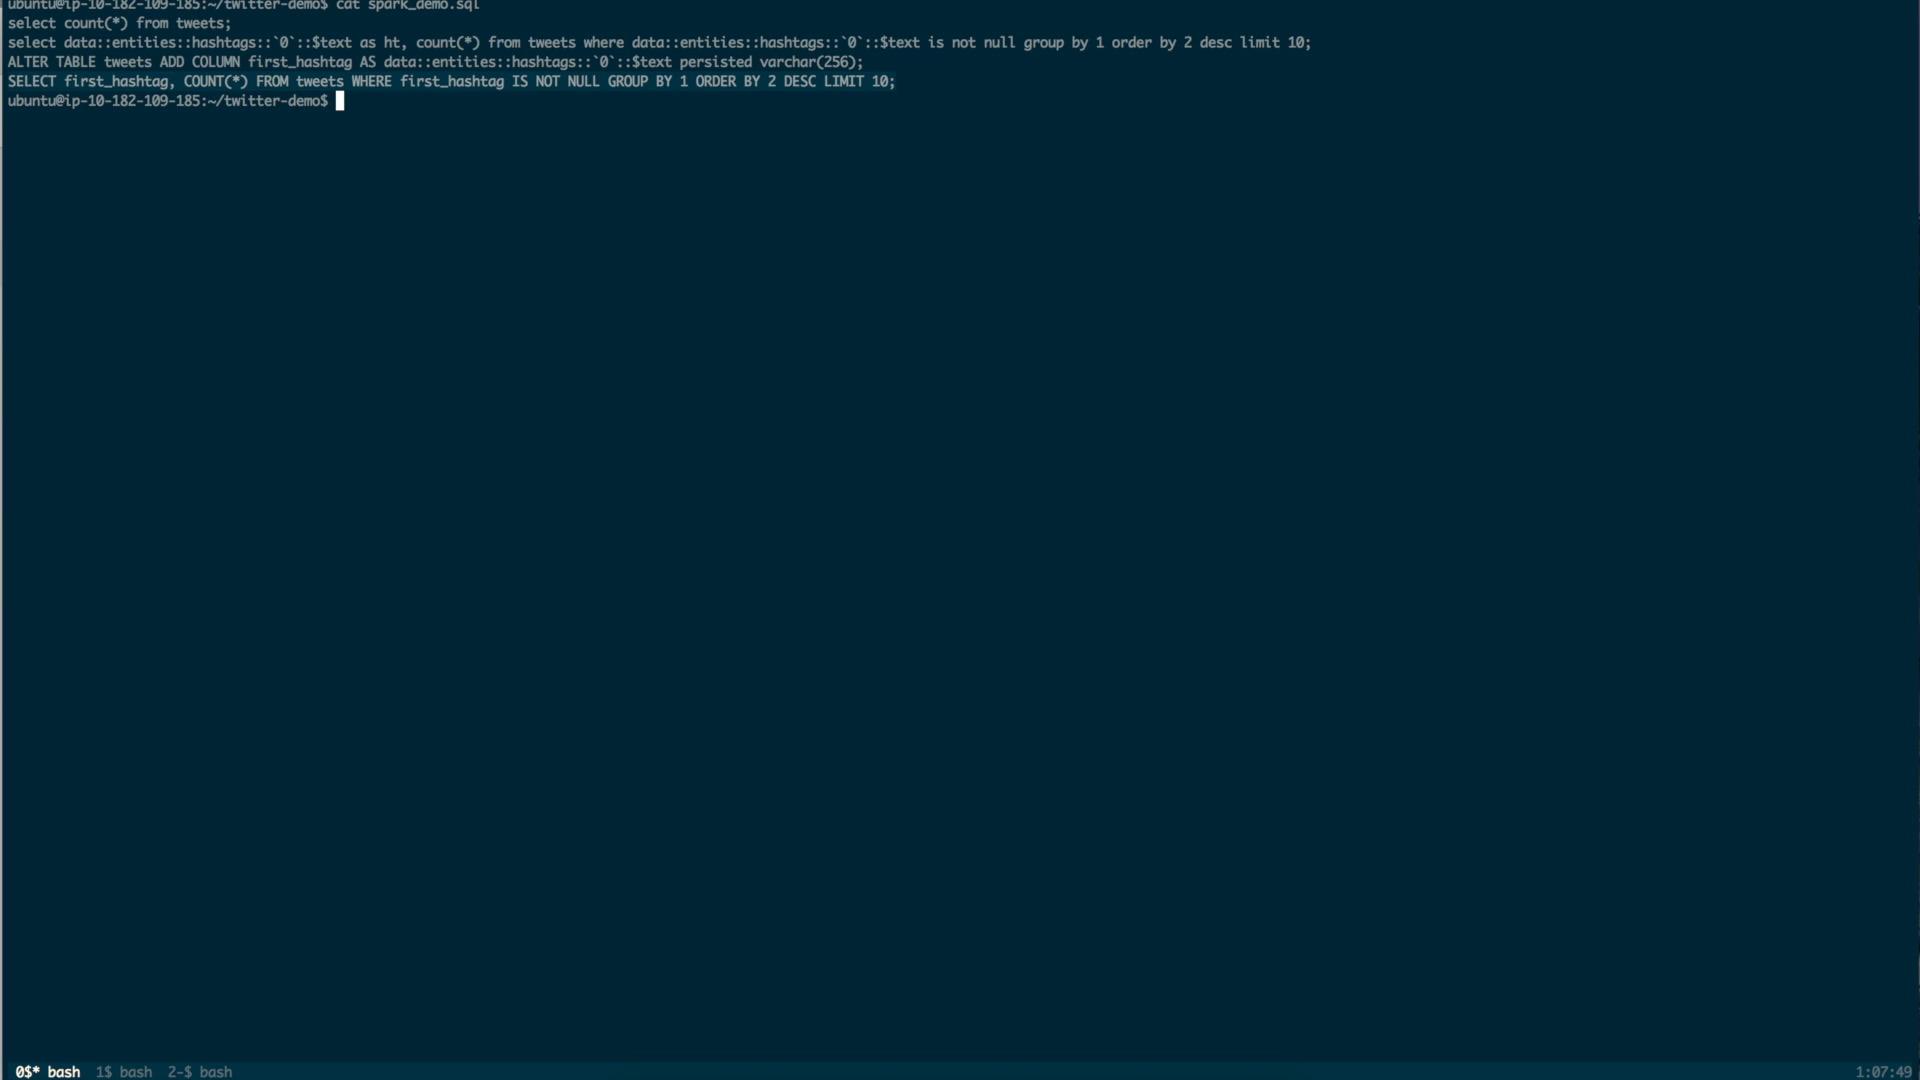 ubuntu@ip-10-182-109-185:~/twitter-demo$ cat spark_demo.sql
select count(*) from tweets;
select data::entities::hashtags::`0`::$text as ht, count(*) from tweets where data::entities::hashtags::`0`::$text is not null group by 1 order by 2 desc limit 10;
ALTER TABLE tweets ADD COLUMN first_hashtag AS data::entities::hashtags::`0`::$text persisted varchar(256);
SELECT first_hashtag, COUNT(*) FROM tweets WHERE first_hashtag IS NOT NULL GROUP BY 1 ORDER BY 2 DESC LIMIT 10;
ubuntu@ip-10-182-109-185:~/twitter-demo$
0$* bash  1$ bash  2-$ bash 1:07:49